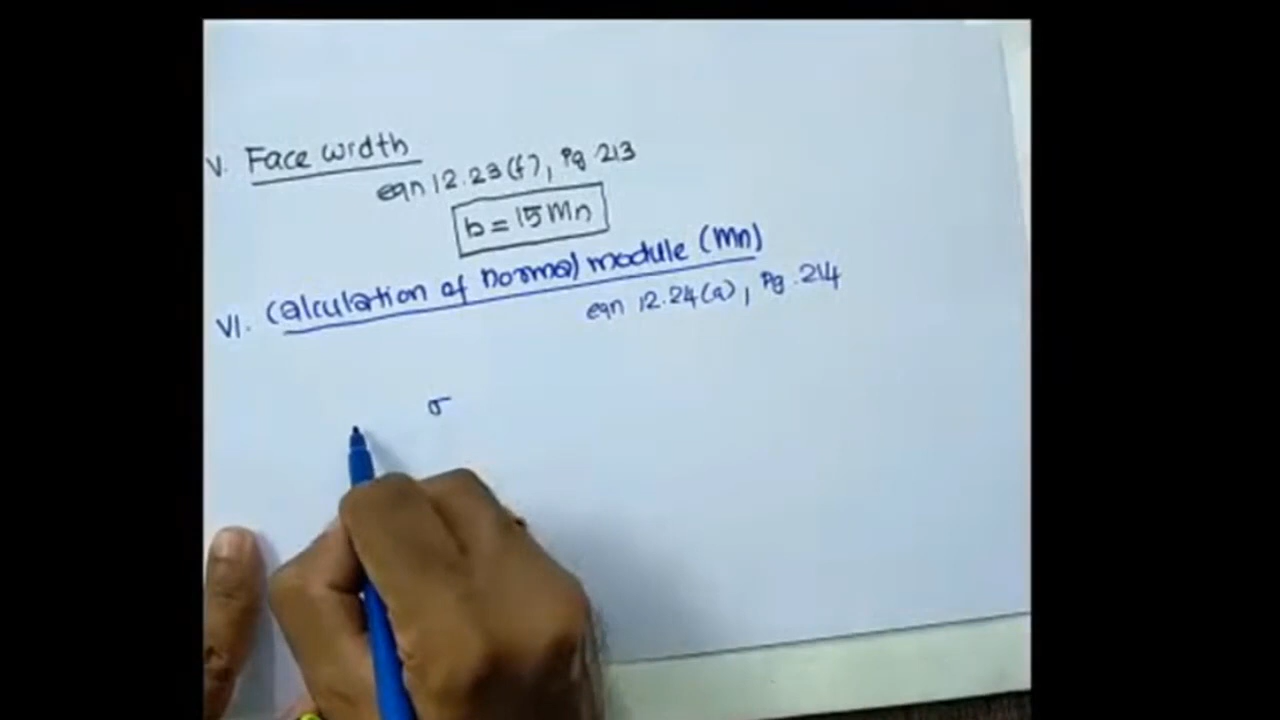 V. Face width
eqn 12.23(f), Pg 213
b = 15 Mn
VI. Calculation of normal module (Mn)
eqn 12.24(a), Pg. 214
σ